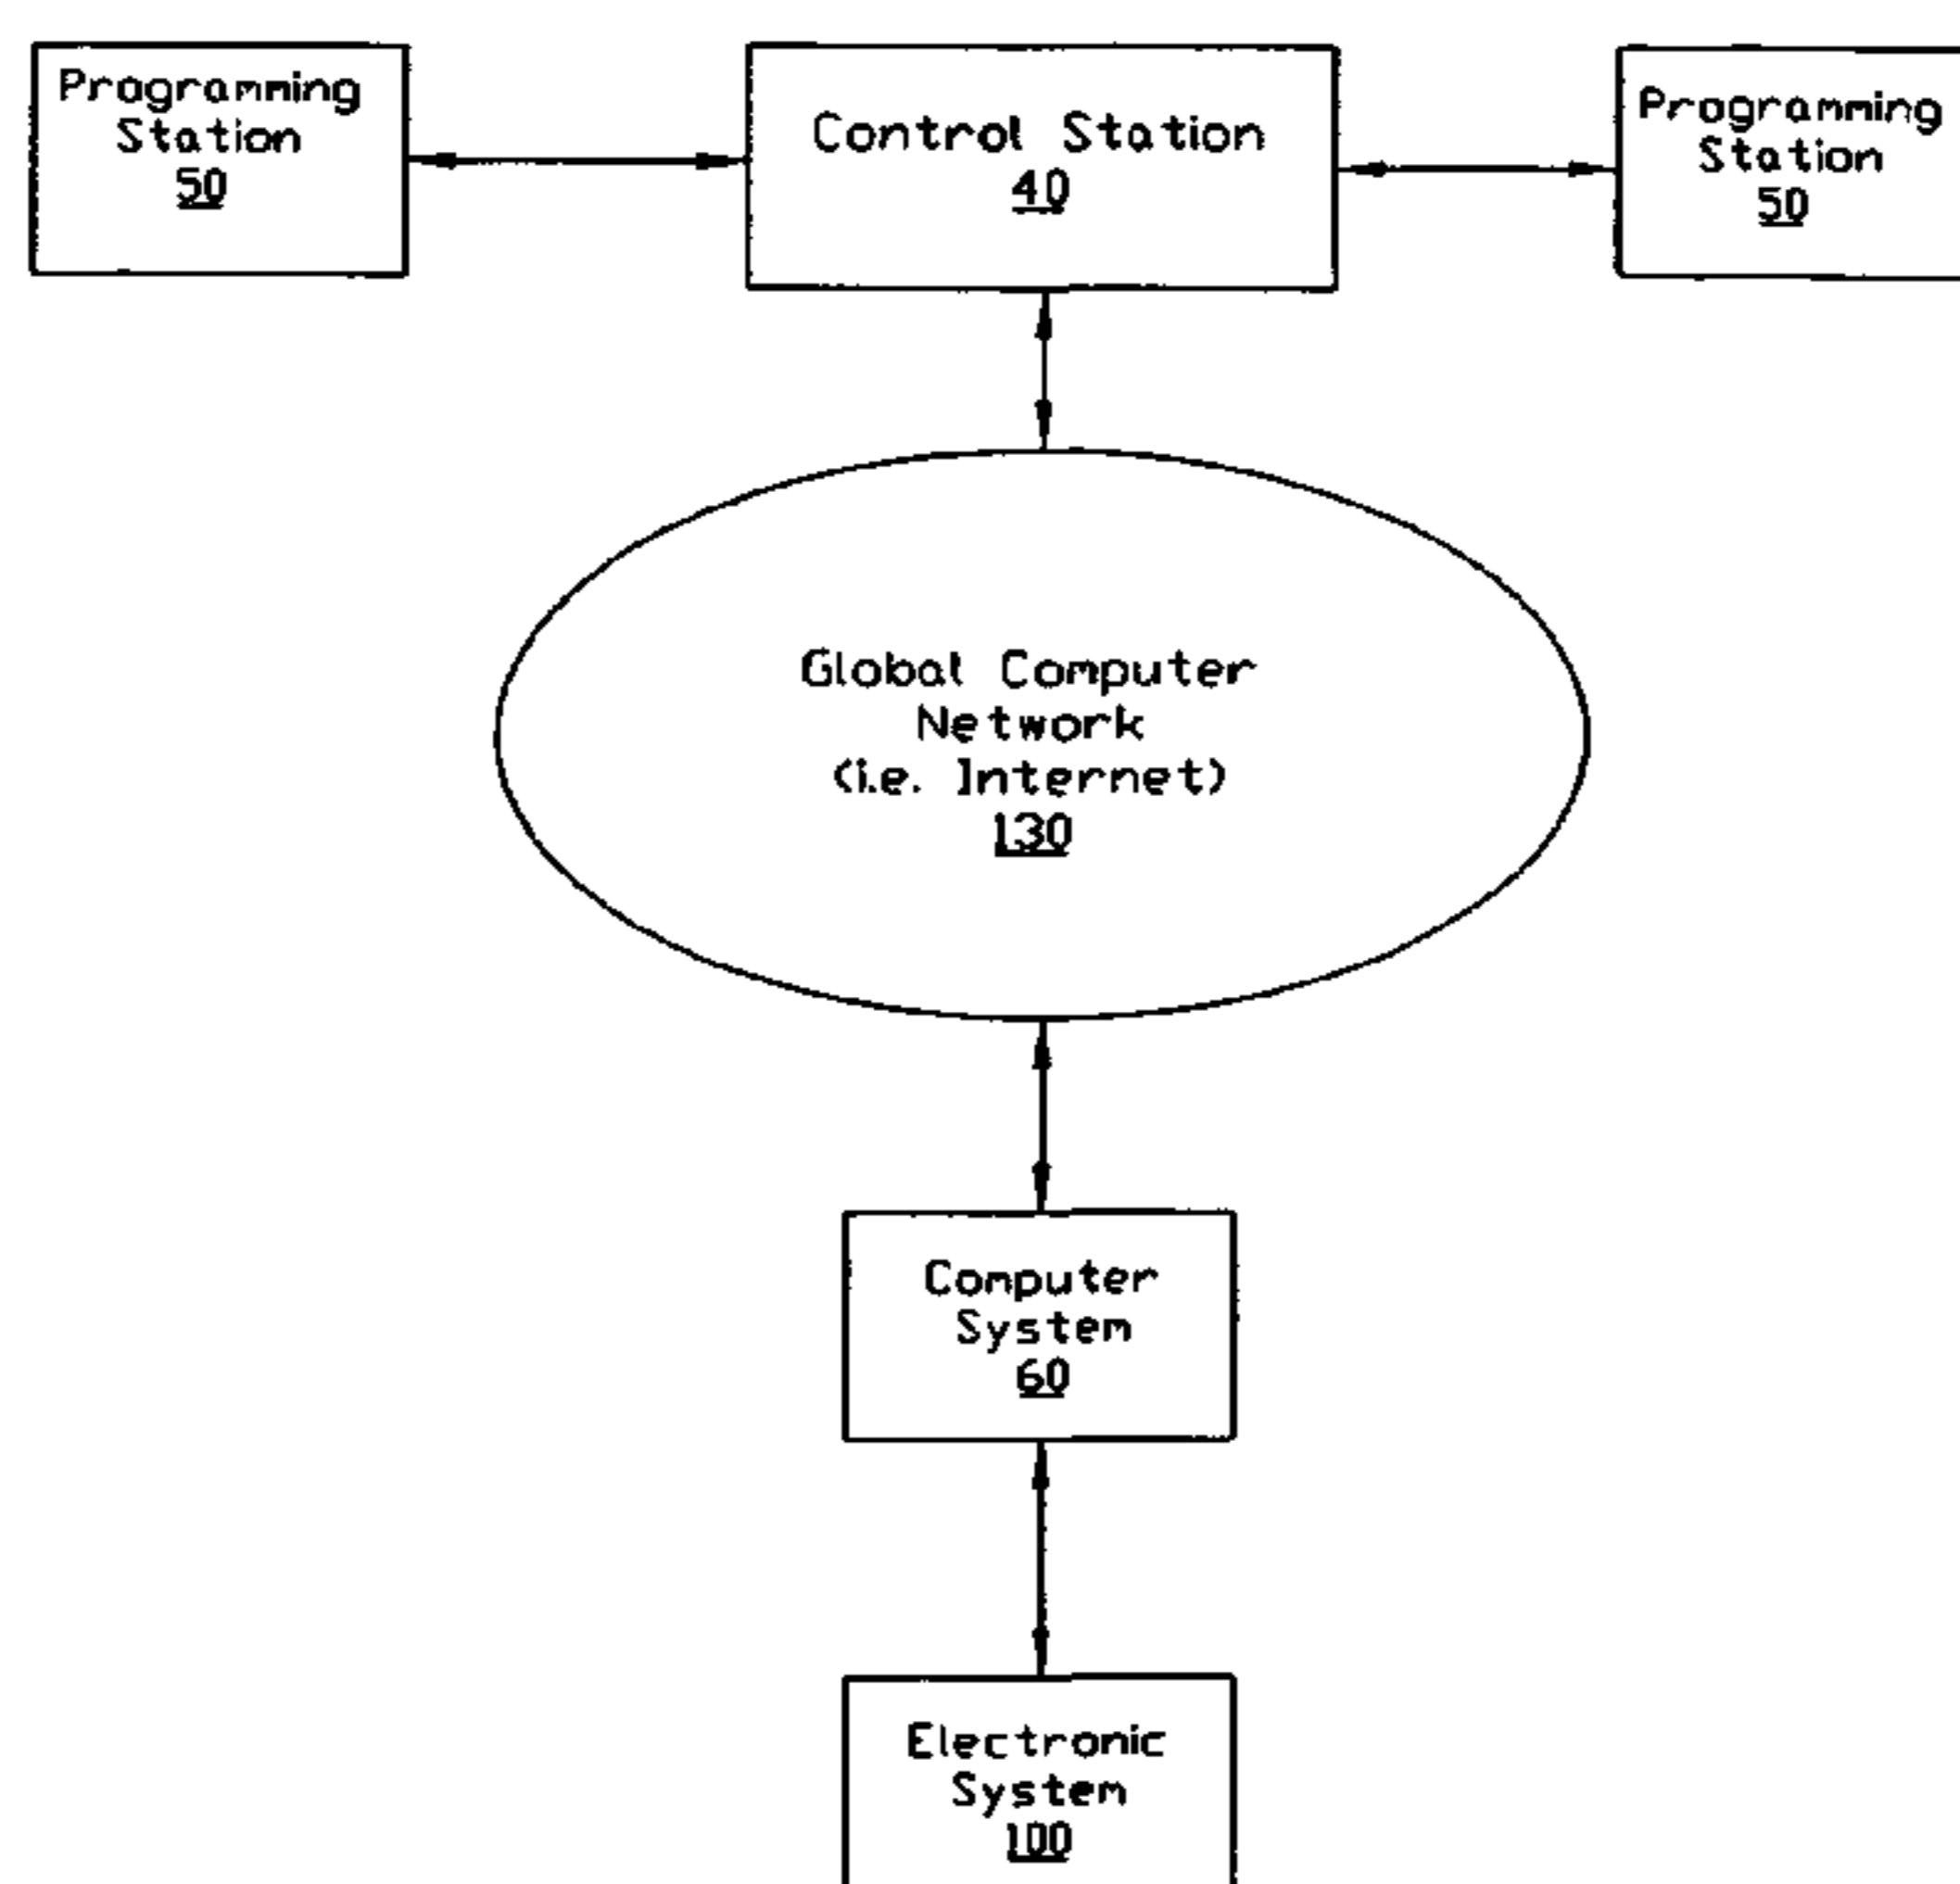 Programming
Station
50
Control Station
40
Programming
Station
50
Global Computer
Network
(i.e. Internet)
130
Computer
System
60
Electronic
System
100